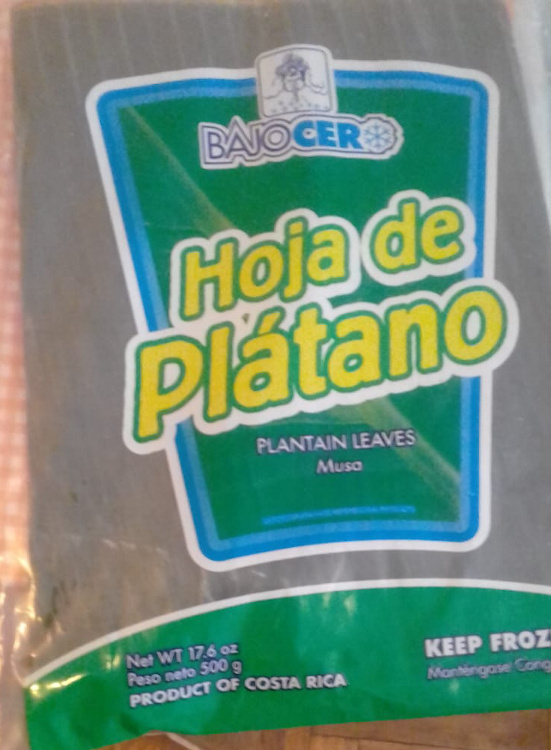 BAJOCERO
Hoja de
Plátano
PLANTAIN LEAVES
Musa
Net WT 17.6 oz
Peso neto 500 g
PRODUCT OF COSTA RICA
KEEP FROZ
Manténgase Cong